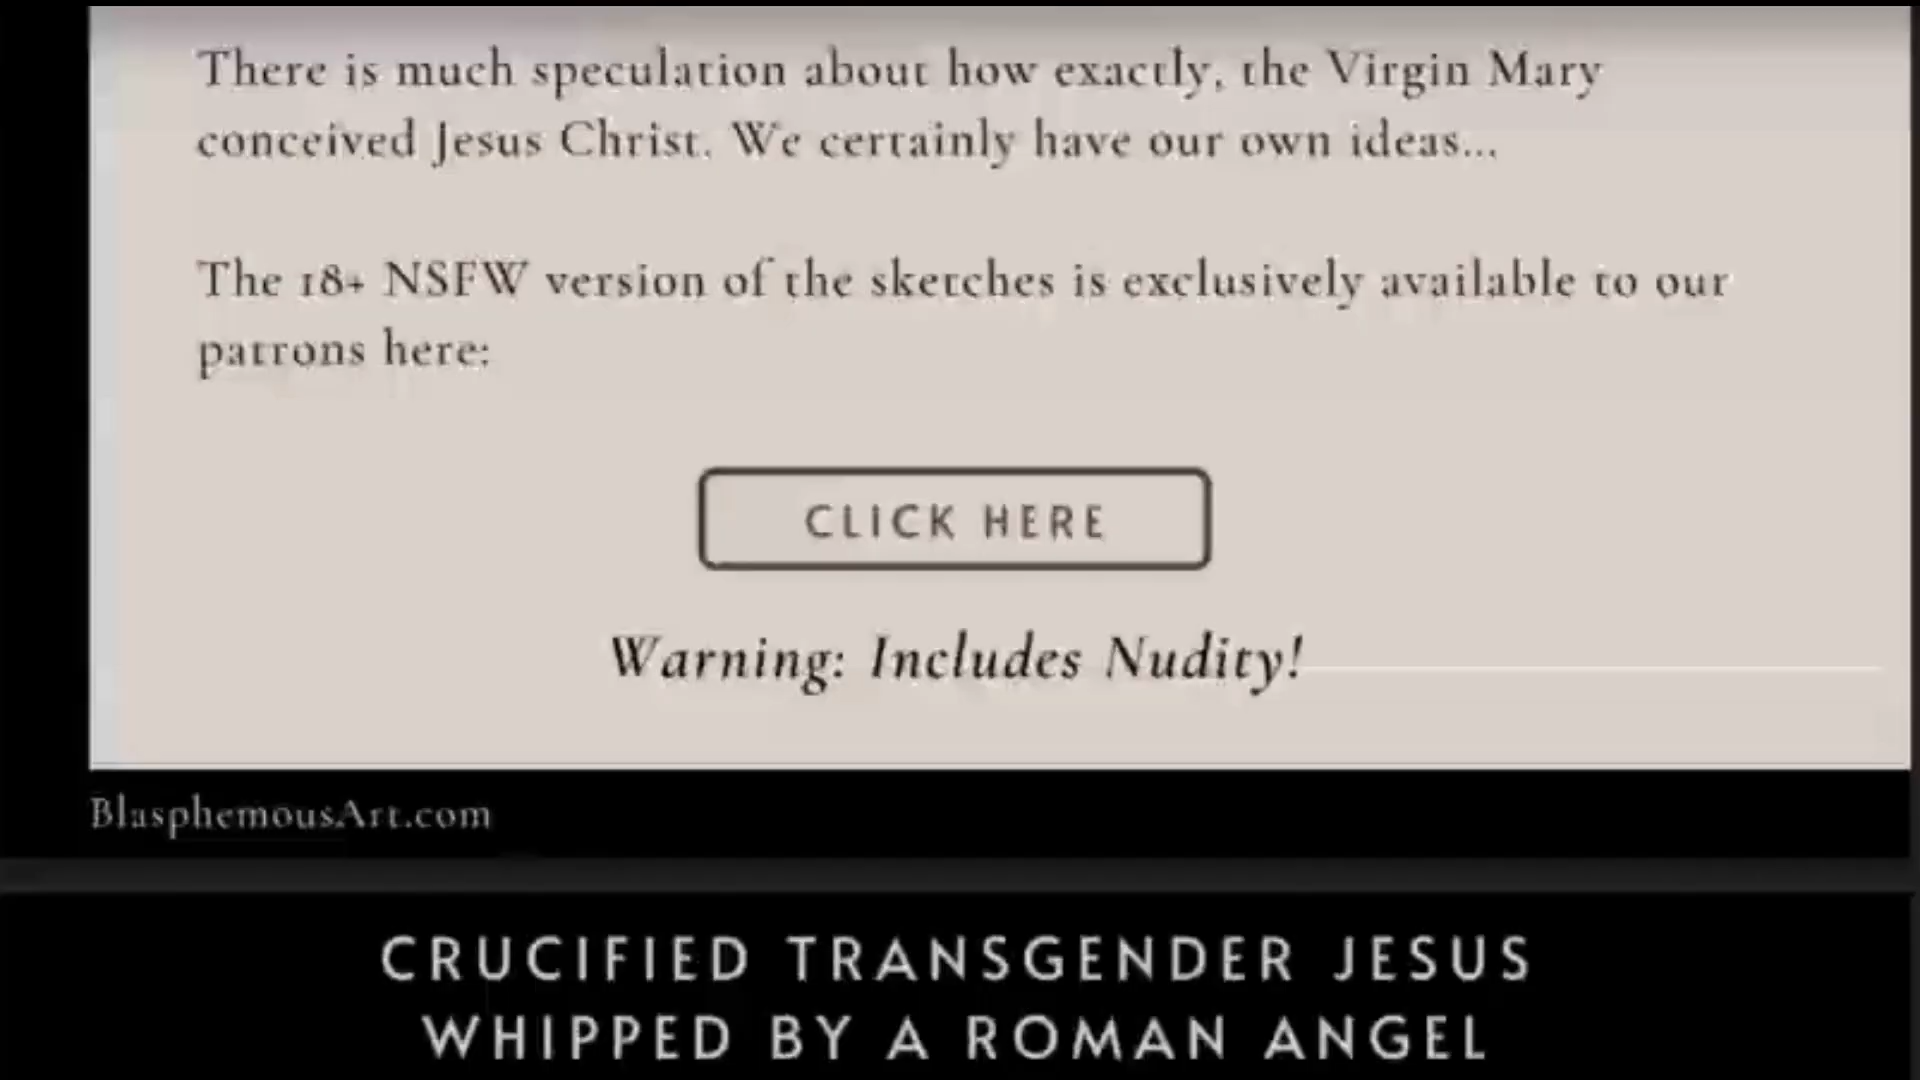 There is much speculation about how exactly, the Virgin Mary
conceived Jesus Christ. We certainly have our own ideas...
The 18+ NSFW version of the sketches is exclusively available to our
patrons here:
CLICK HERE
Warning: Includes Nudity!
BlasphemousArt.com
CRUCIFIED TRANSGENDER JESUS
WHIPPED BY A ROMAN ANGEL